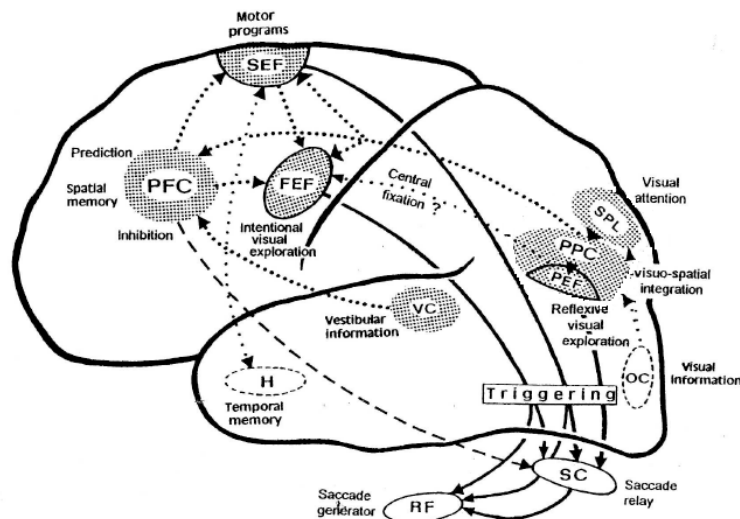 Motor
programs
SEF
Prediction
Spatial
memory
PFC
Inhibition
FEF
Intentional
visual
exploration
Central
fixation ?
Visual
attention
SPL
PPC
PEF
visuo-spatial
integration
Reflexive
visual
exploration
VC
Vestibular
information
H
Temporal
memory
OC
Visual
Information
Triggering
SC
Saccade
relay
Saccade
generator
RF